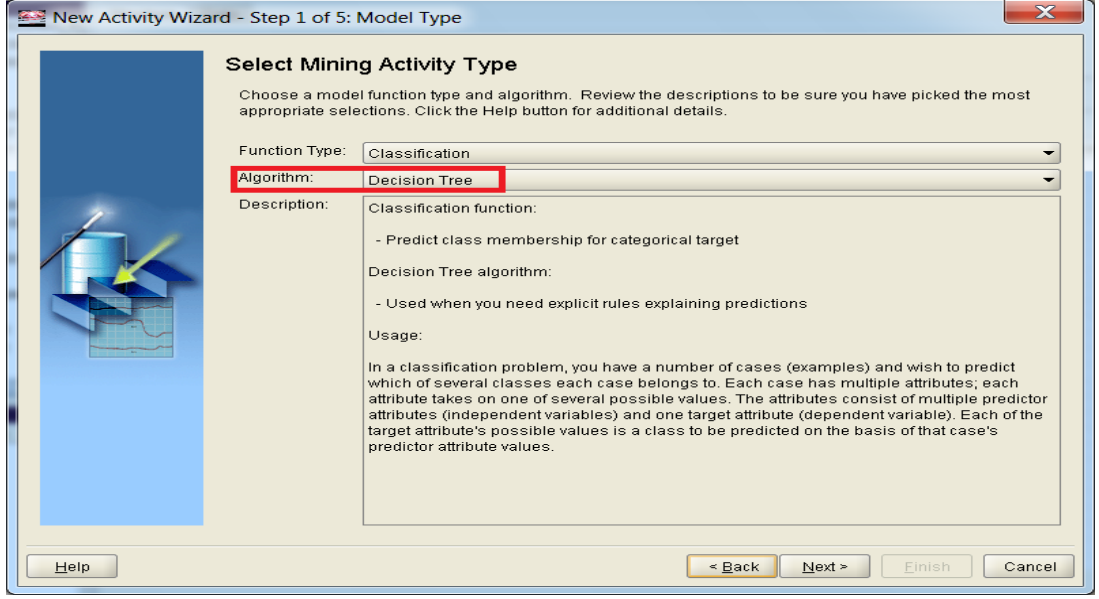 New Activity Wizard - Step 1 of 5: Model Type
Select Mining Activity Type
Choose a model function type and algorithm. Review the descriptions to be sure you have picked the most
appropriate selections. Click the Help button for additional details.
Function Type: Classification
Algorithm: Decision Tree
Description: Classification function:
- Predict class membership for categorical target
Decision Tree algorithm:
- Used when you need explicit rules explaining predictions
Usage:
In a classification problem, you have a number of cases (examples) and wish to predict
which of several classes each case belongs to. Each case has multiple attributes; each
attribute takes on one of several possible values. The attributes consist of multiple predictor
attributes (independent variables) and one target attribute (dependent variable). Each of the
target attribute's possible values is a class to be predicted on the basis of that case's
predictor attribute values.
Help < Back Next > Finish Cancel